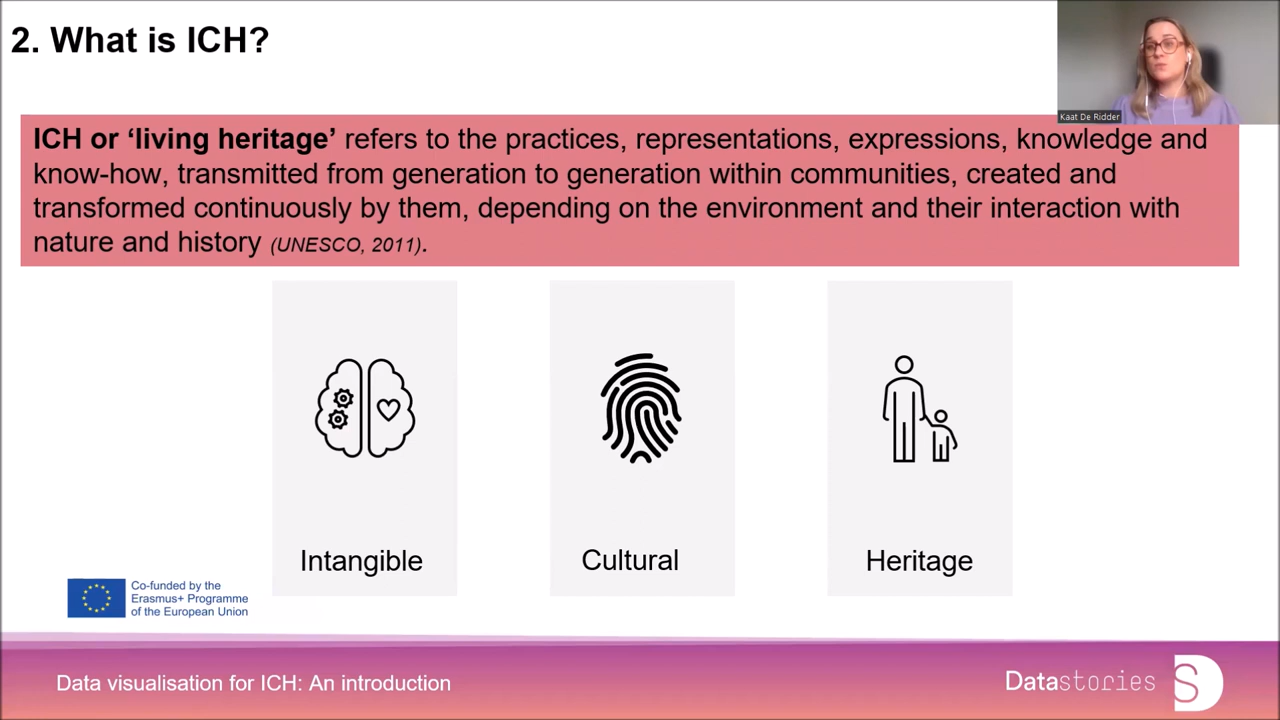 2. What is ICH?
Kaat De Ridder
ICH or ‘living heritage’ refers to the practices, representations, expressions, knowledge and
know-how, transmitted from generation to generation within communities, created and
transformed continuously by them, depending on the environment and their interaction with
nature and history (UNESCO, 2011).
Intangible
Cultural
Heritage
Co-funded by the
Erasmus+ Programme
of the European Union
Data visualisation for ICH: An introduction
Datastories